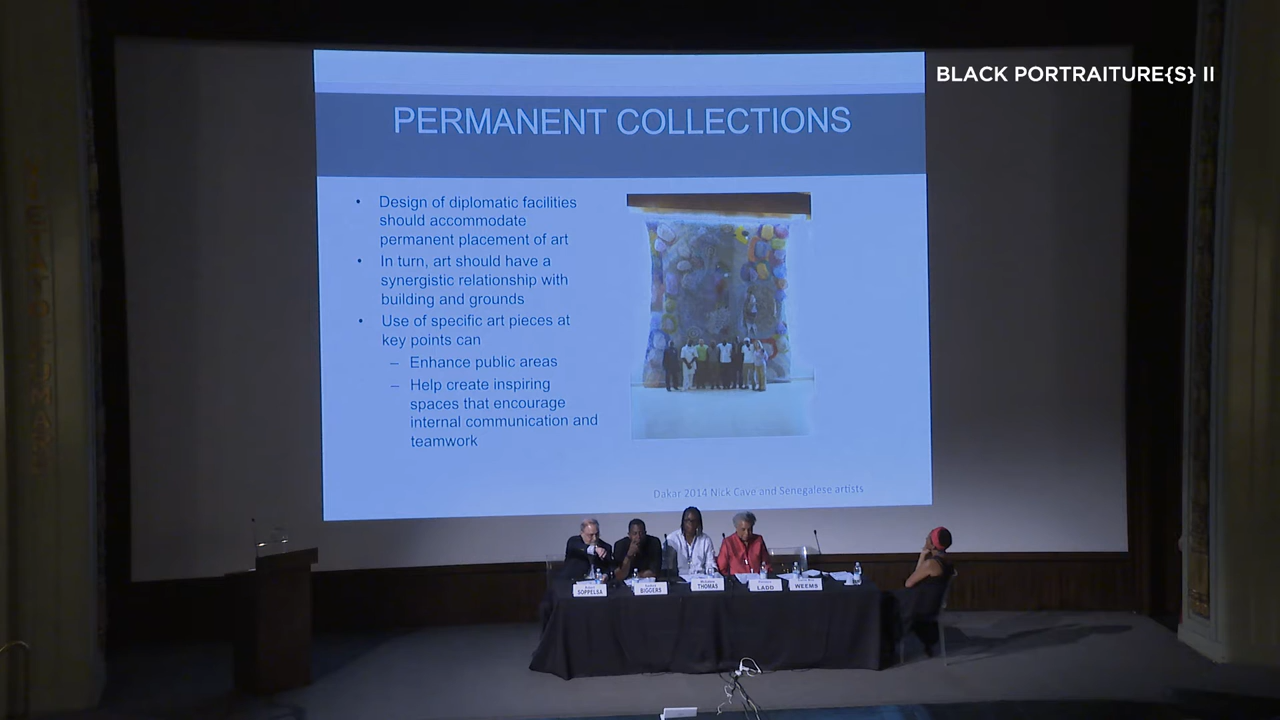 BLACK PORTRAITURE{S} II
PERMANENT COLLECTIONS
• Design of diplomatic facilities
should accommodate
permanent placement of art
• In turn, art should have a
synergistic relationship with
building and grounds
• Use of specific art pieces at
key points can
– Enhance public areas
– Help create inspiring
spaces that encourage
internal communication and
teamwork
Dakar 2014 Nick Cave and Senegalese artists
SOPPELSA
BIGGERS
THOMAS
LADD
WEEMS